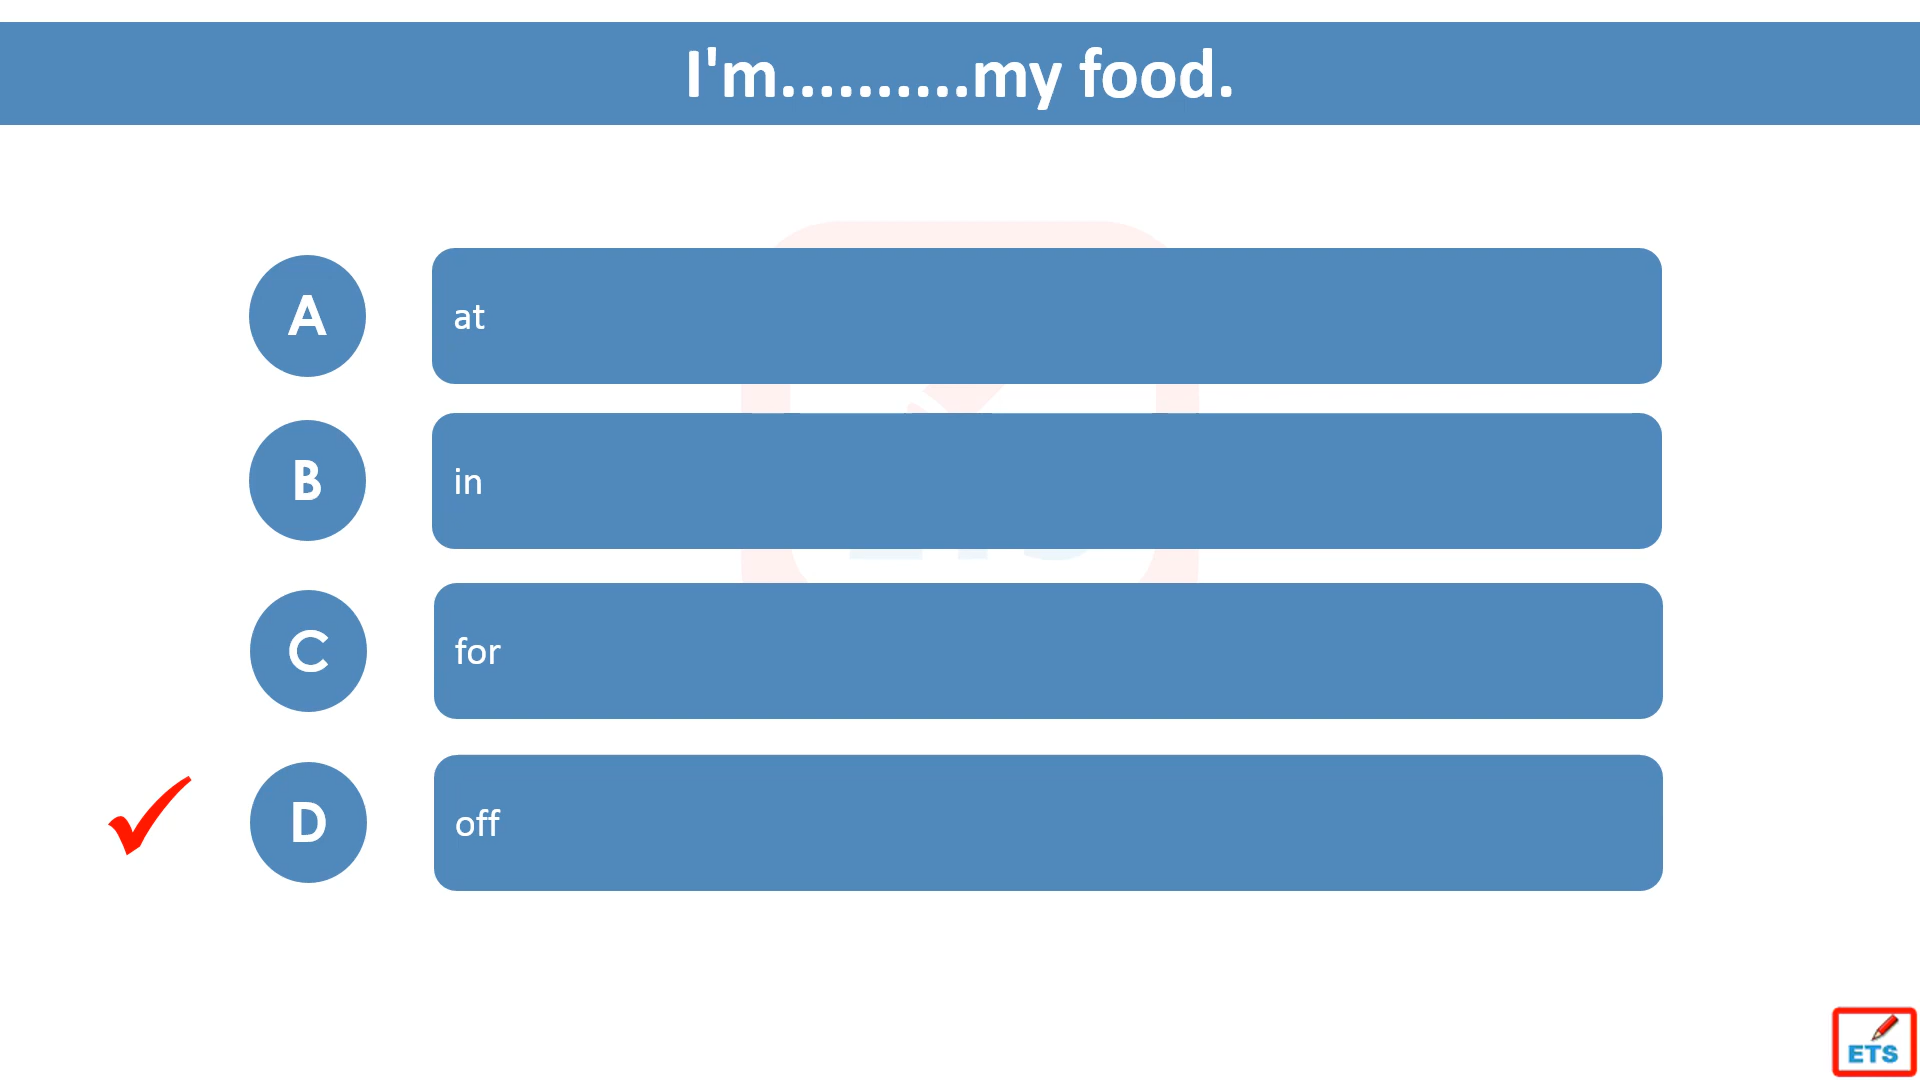 I'm..........my food.
A
at
B
in
C
for
D
off
ETS